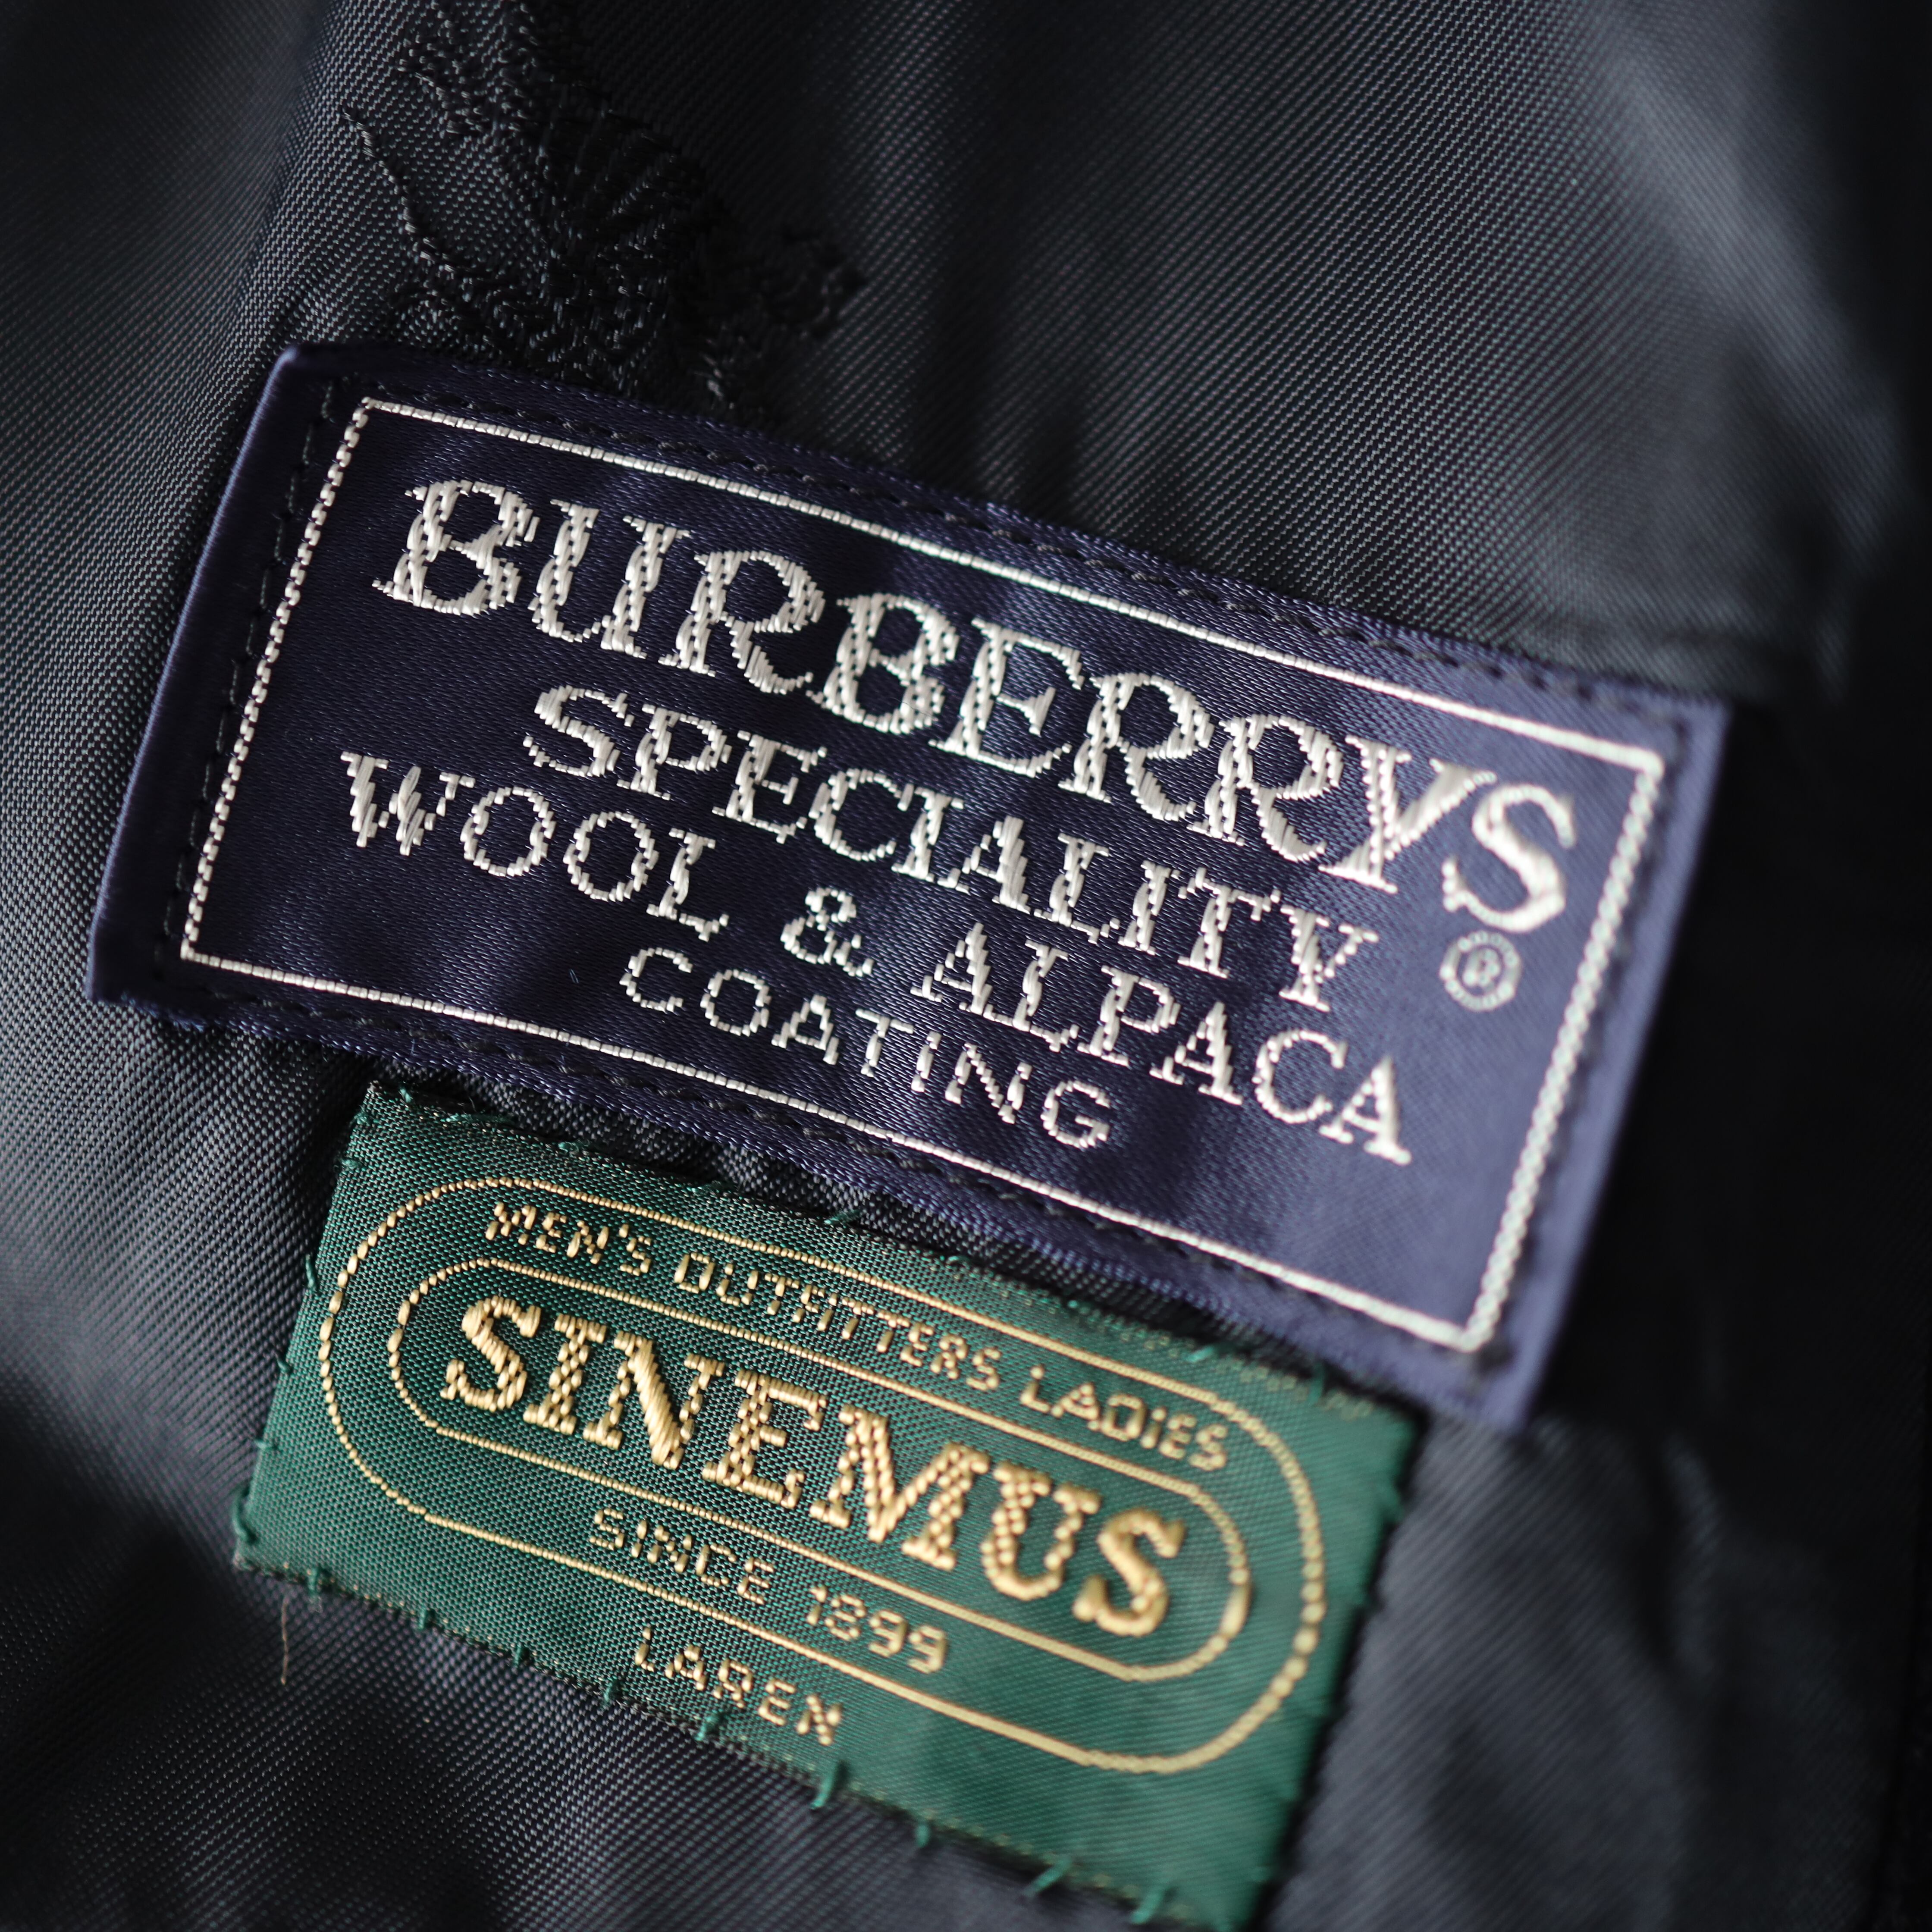 BURBERRYS
SPECIALITY ®
WOOL & ALPACA
COATING
MEN'S OUTFITTERS LADIES
SINEMUS
SINCE 1899
LAREN